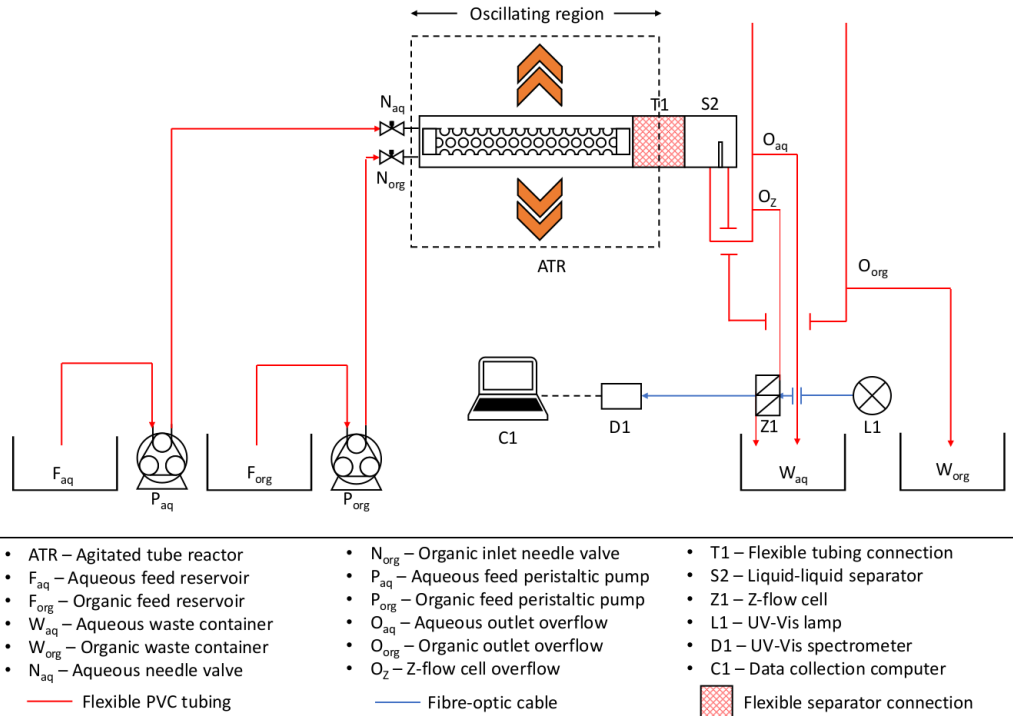 Oscillating region
T1
S2
N_aq
N_org
O_aq
O_Z
ATR
O_org
C1
D1
Z1
L1
F_aq
P_aq
F_org
P_org
W_aq
W_org
• ATR – Agitated tube reactor
• F_aq – Aqueous feed reservoir
• F_org – Organic feed reservoir
• W_aq – Aqueous waste container
• W_org – Organic waste container
• N_aq – Aqueous needle valve
• N_org – Organic inlet needle valve
• P_aq – Aqueous feed peristaltic pump
• P_org – Organic feed peristaltic pump
• O_aq – Aqueous outlet overflow
• O_org – Organic outlet overflow
• O_Z – Z-flow cell overflow
• T1 – Flexible tubing connection
• S2 – Liquid-liquid separator
• Z1 – Z-flow cell
• L1 – UV-Vis lamp
• D1 – UV-Vis spectrometer
• C1 – Data collection computer
Flexible PVC tubing
Fibre-optic cable
Flexible separator connection